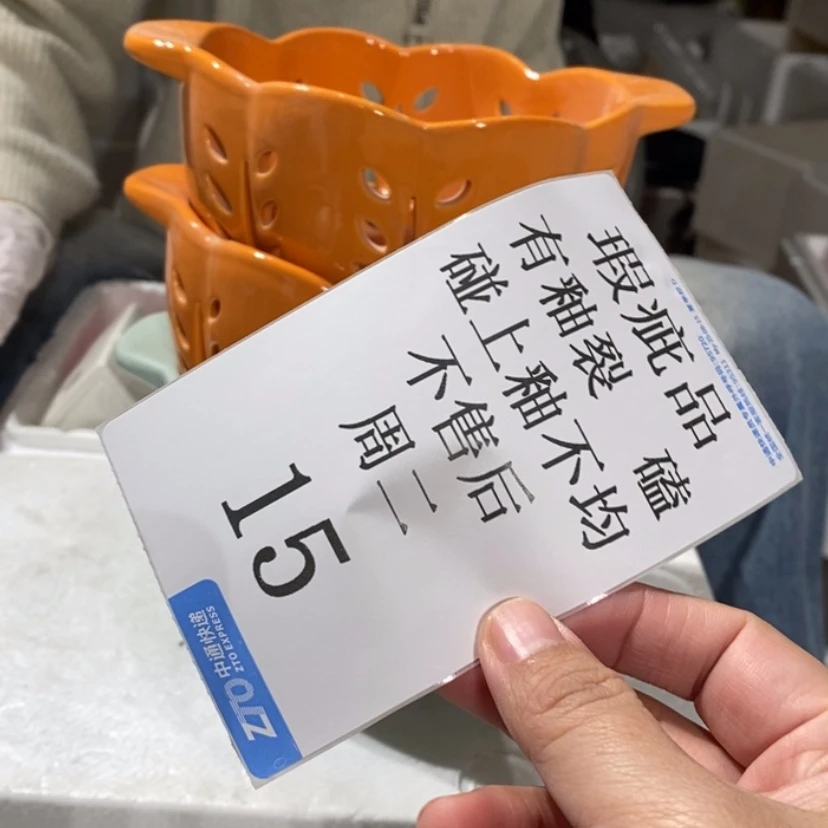 瑕疵品 磕
有釉裂
碰上釉不均
不售后
周二
15
ZTO 中通快递
ZTO EXPRESS